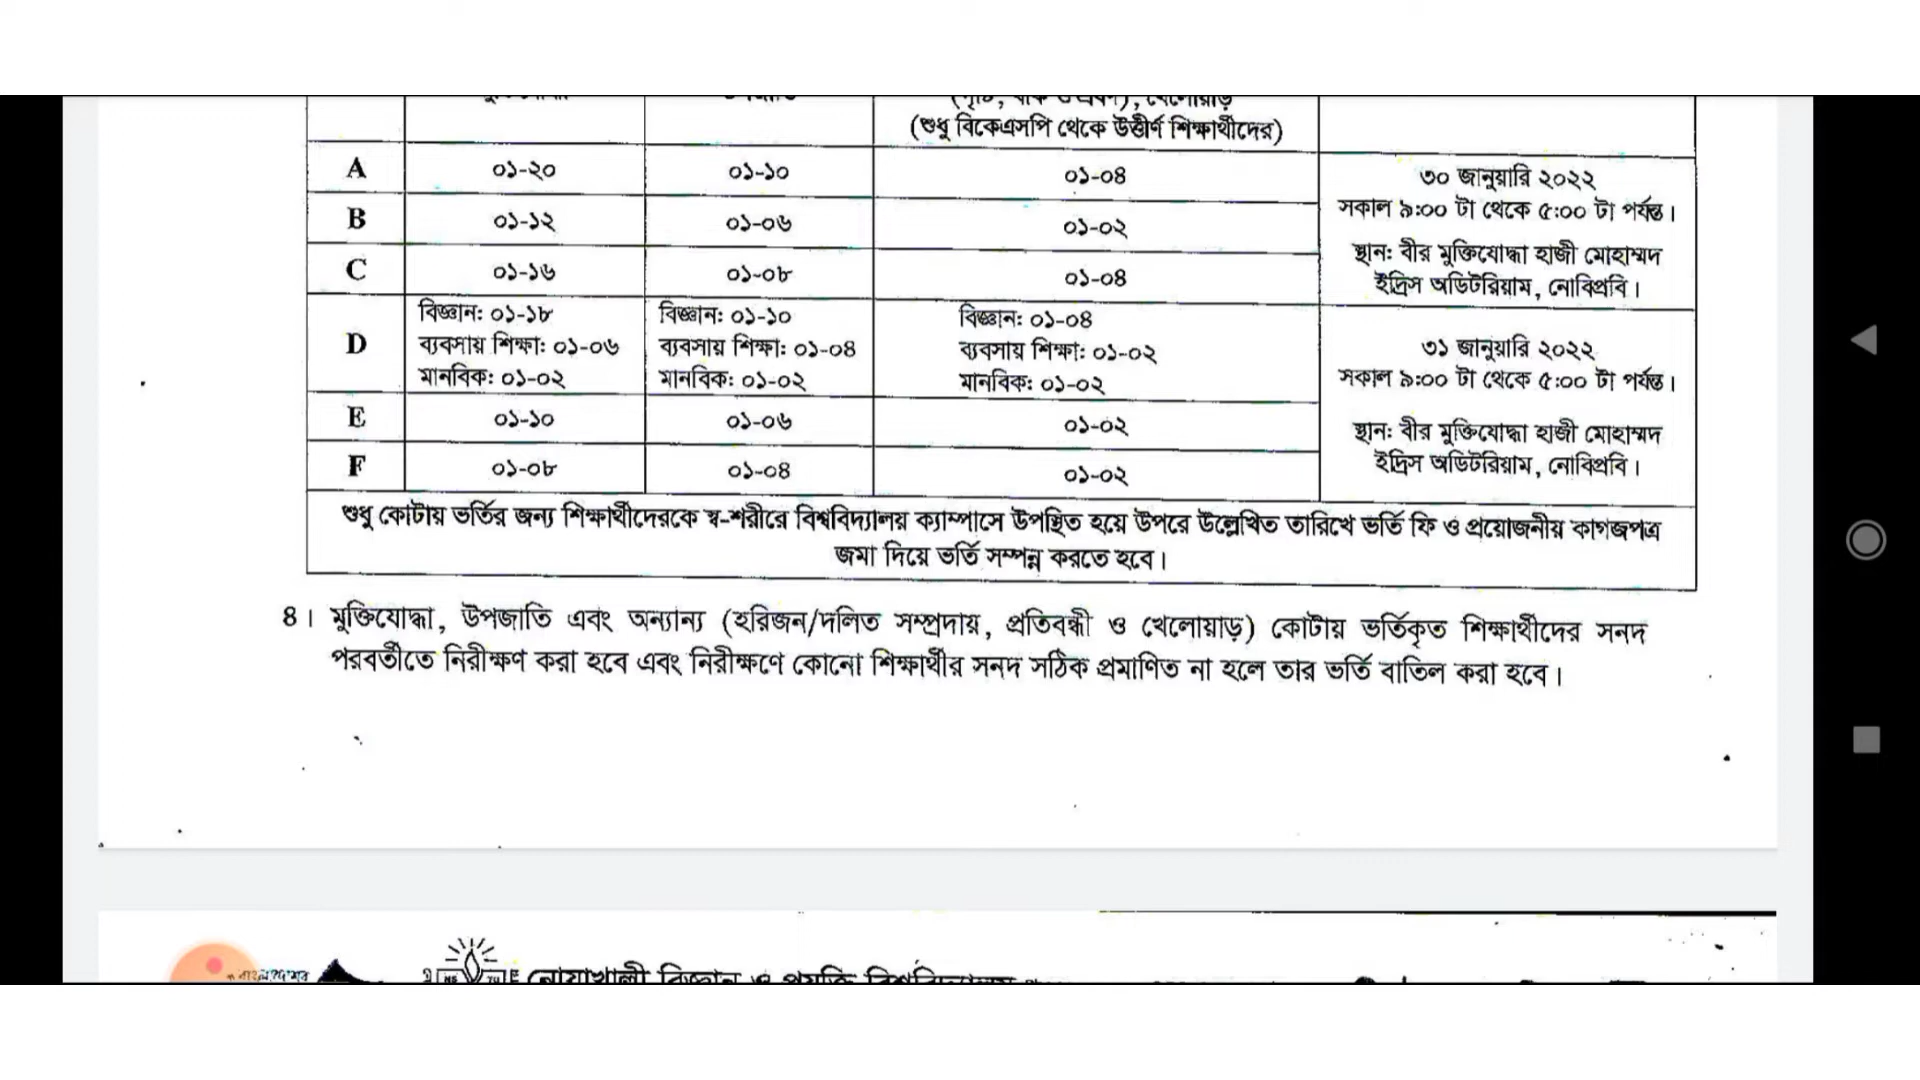 (শুধু বিকেএসপি থেকে উত্তীর্ণ শিক্ষার্থীদের)
A ০১-২০ ০১-১০ ০১-০৪
৩০ জানুয়ারি ২০২২
সকাল ৯:০০ টা থেকে ৫:০০ টা পর্যন্ত।
B ০১-১২ ০১-০৬ ০১-০২
স্থান: বীর মুক্তিযোদ্ধা হাজী মোহাম্মদ
C ০১-১৬ ০১-০৮ ০১-০৪
ইদ্রিস অডিটরিয়াম, নোবিপ্রবি।
বিজ্ঞান: ০১-১৮ বিজ্ঞান: ০১-১০ বিজ্ঞান: ০১-০৪
D ব্যবসায় শিক্ষা: ০১-০৬ ব্যবসায় শিক্ষা: ০১-০৪ ব্যবসায় শিক্ষা: ০১-০২
৩১ জানুয়ারি ২০২২
মানবিক: ০১-০২ মানবিক: ০১-০২ মানবিক: ০১-০২
সকাল ৯:০০ টা থেকে ৫:০০ টা পর্যন্ত।
E ০১-১০ ০১-০৬ ০১-০২
স্থান: বীর মুক্তিযোদ্ধা হাজী মোহাম্মদ
F ০১-০৮ ০১-০৪ ০১-০২
ইদ্রিস অডিটরিয়াম, নোবিপ্রবি।
শুধু কোটায় ভর্তির জন্য শিক্ষার্থীদেরকে স্ব-শরীরে বিশ্ববিদ্যালয় ক্যাম্পাসে উপস্থিত হয়ে উপরে উল্লেখিত তারিখে ভর্তি ফি ও প্রয়োজনীয় কাগজপত্র
জমা দিয়ে ভর্তি সম্পন্ন করতে হবে।
৪। মুক্তিযোদ্ধা, উপজাতি এবং অন্যান্য (হরিজন/দলিত সম্প্রদায়, প্রতিবন্ধী ও খেলোয়াড়) কোটায় ভর্তিকৃত শিক্ষার্থীদের সনদ
পরবর্তীতে নিরীক্ষণ করা হবে এবং নিরীক্ষণে কোনো শিক্ষার্থীর সনদ সঠিক প্রমাণিত না হলে তার ভর্তি বাতিল করা হবে।
নোয়াখালী বিজ্ঞান ও প্রযুক্তি বিশ্ববিদ্যালয়